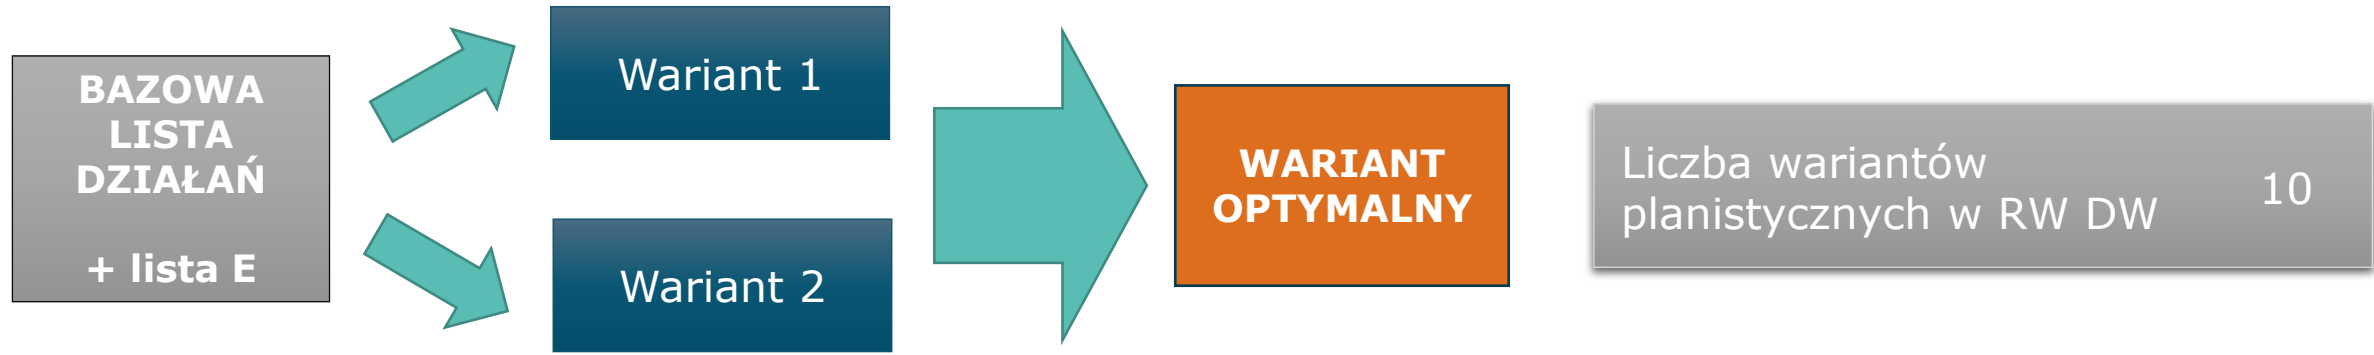 BAZOWA
LISTA
DZIAŁAŃ
+ lista E
Wariant 1
Wariant 2
WARIANT
OPTYMALNY
Liczba wariantów
planistycznych w RW DW
10